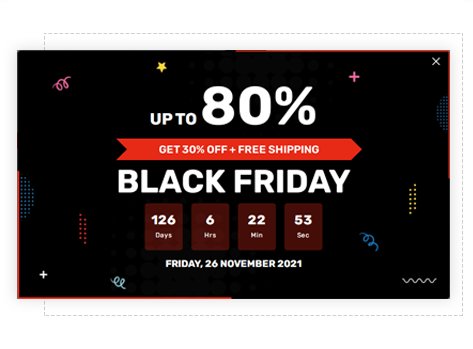 UP TO 80%
GET 30% OFF + FREE SHIPPING
BLACK FRIDAY
126 6 22 53
Days Hrs Min Sec
FRIDAY, 26 NOVEMBER 2021